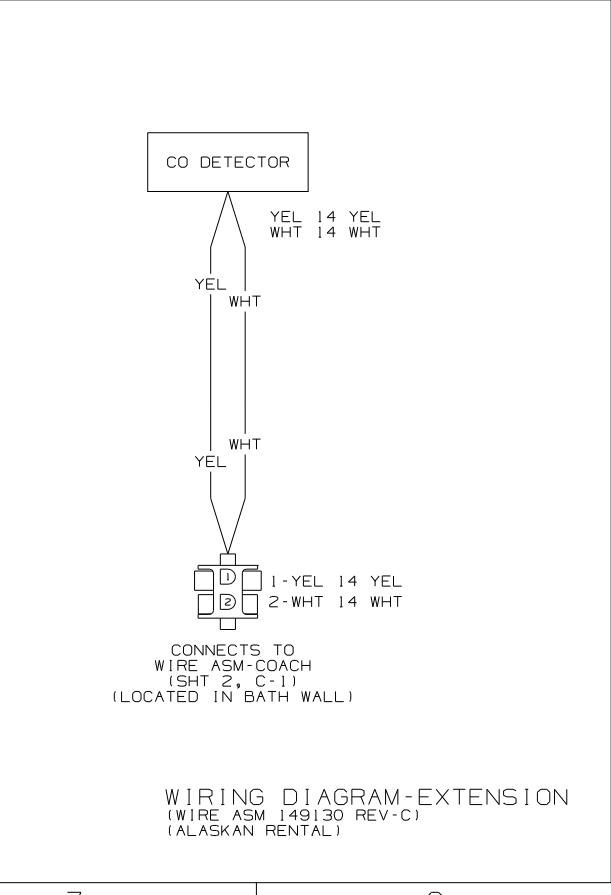 CO DETECTOR
YEL 14 YEL
WHT 14 WHT
YEL
WHT
WHT
YEL
1
1-YEL 14 YEL
2
2-WHT 14 WHT
CONNECTS TO
WIRE ASM-COACH
(SHT 2, C-1)
(LOCATED IN BATH WALL)
WIRING DIAGRAM-EXTENSION
(WIRE ASM 149130 REV-C)
(ALASKAN RENTAL)